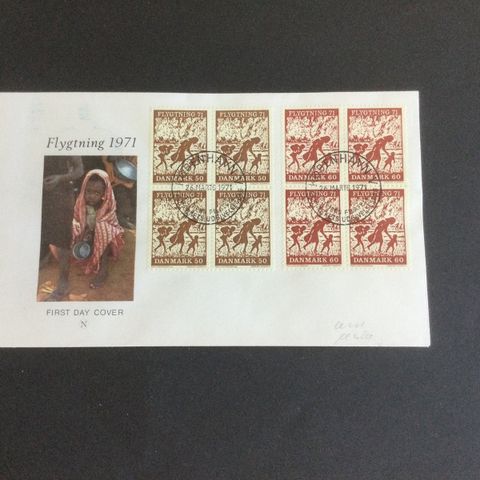 Flygtning 1971
FIRST DAY COVER
N
FLYGTNING 71 FLYGTNING 71 FLYGTNING 71 FLYGTNING 71
DANMARK 50 DANMARK 50 DANMARK 60 DANMARK 60
FLYGTNING 71 FLYGTNING 71 FLYGTNING 71 FLYGTNING 71
DANMARK 50 DANMARK 50 DANMARK 60 DANMARK 60
KØBENHAVN
26 MARTS 1971
KØBENHAVN
26 MARTS 1971